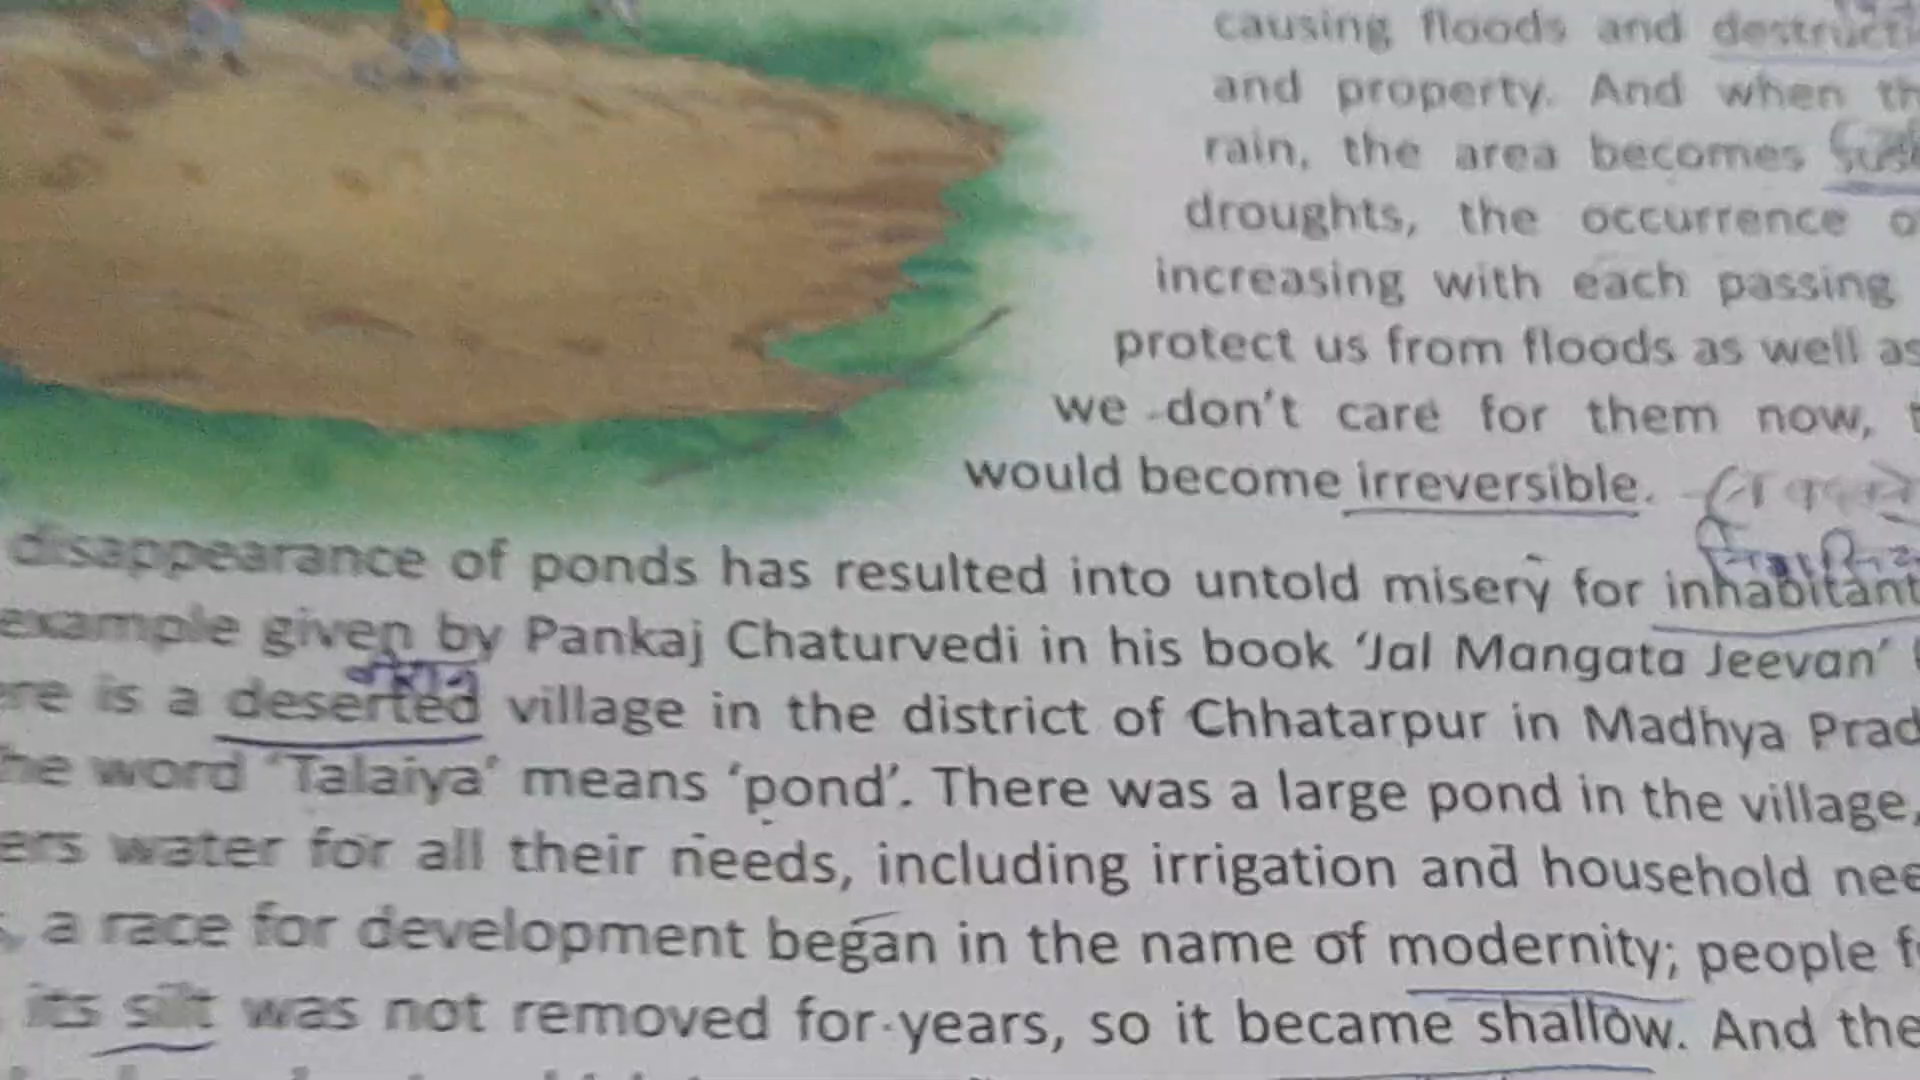 causing floods and
and property. And when
rain, the area becomes
droughts, the occurrence
increasing with each passing
protect us from floods as well as
we don't care for them now,
would become irreversible.
disappearance of ponds has resulted into untold misery for inhabitant
example given by Pankaj Chaturvedi in his book ‘Jal Mangata Jeevan’
is a deserted village in the district of Chhatarpur in Madhya Prad
word ‘Talaiya’ means ‘pond’. There was a large pond in the village,
water for all their needs, including irrigation and household
a race for development began in the name of modernity; people
its silt was not removed for years, so it became shallow. And the